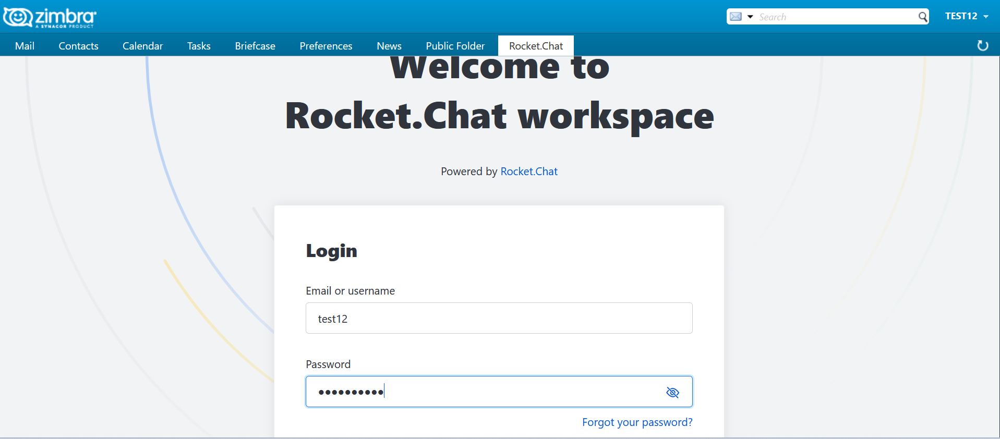 zimbra
A SYNACOR PRODUCT
Search
TEST12
Mail Contacts Calendar Tasks Briefcase Preferences News Public Folder Rocket.Chat
Welcome to
Rocket.Chat workspace
Powered by Rocket.Chat
Login
Email or username
test12
Password
Forgot your password?